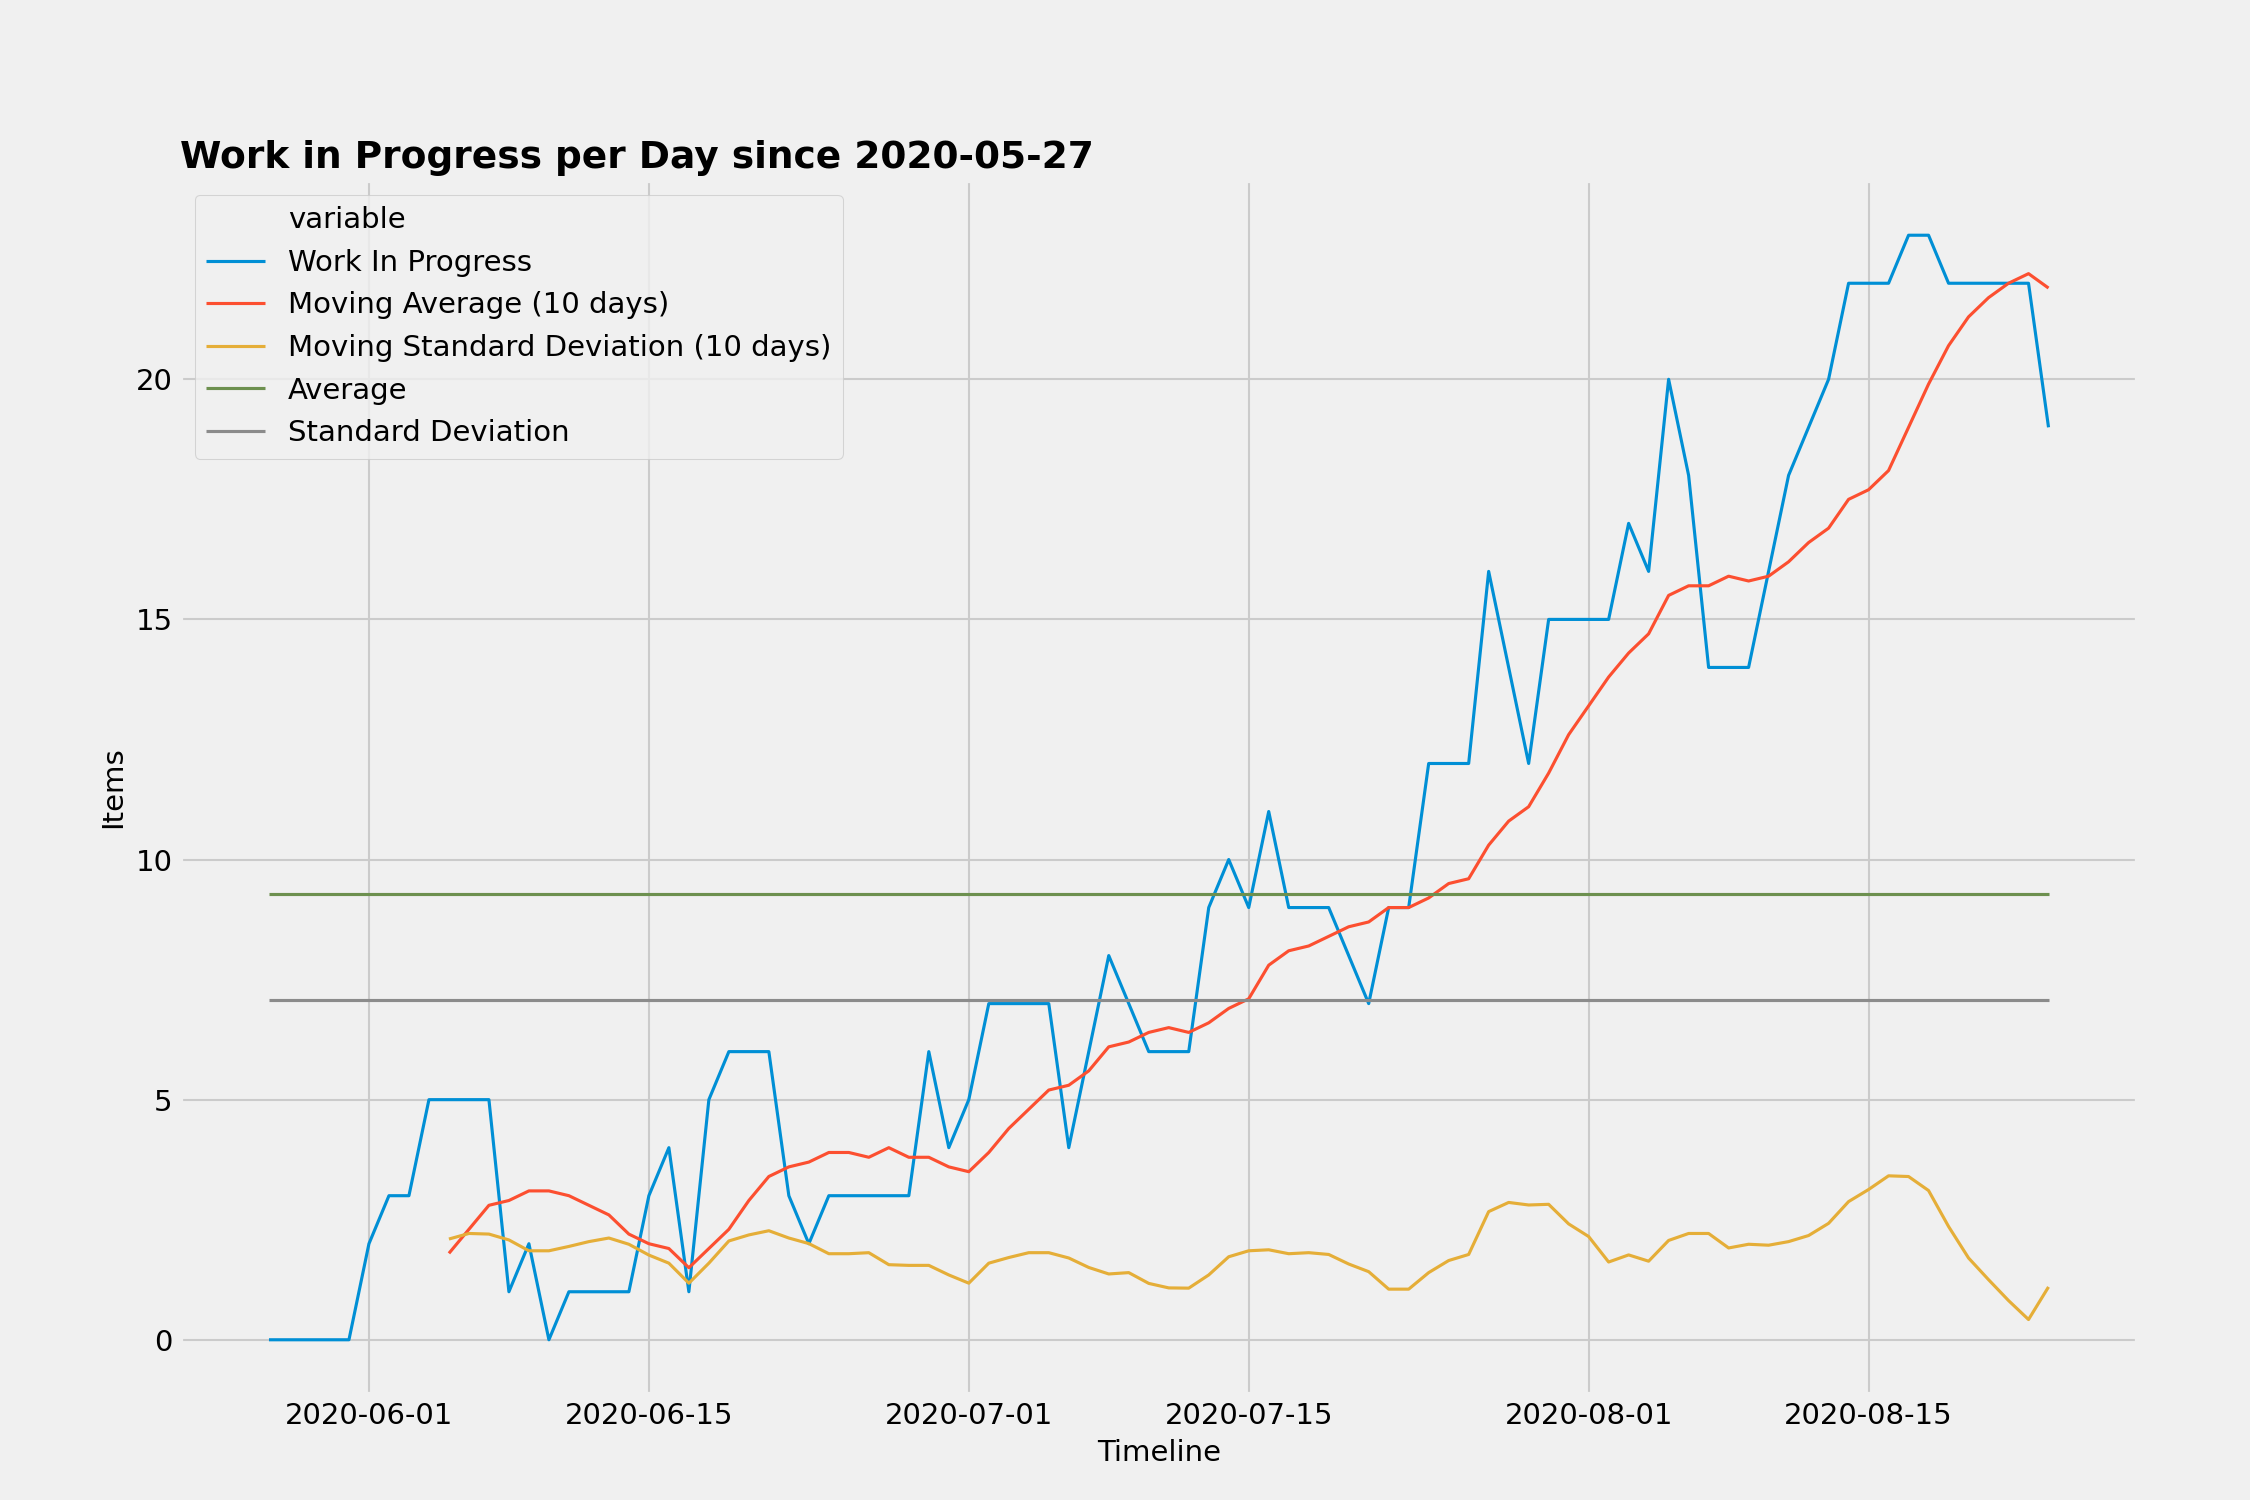 Work in Progress per Day since 2020-05-27
variable
Work In Progress
Moving Average (10 days)
Moving Standard Deviation (10 days)
Average
Standard Deviation
20
15
10
5
0
Items
2020-06-01 2020-06-15 2020-07-01 2020-07-15 2020-08-01 2020-08-15
Timeline